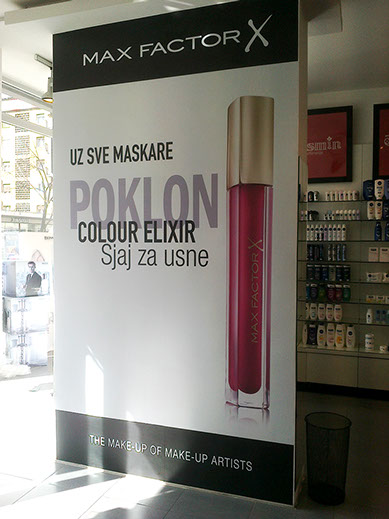 MAX FACTOR X
UZ SVE MASKARE
POKLON
COLOUR ELIXIR
Sjaj za usne
MAX FACTOR X
THE MAKE-UP OF MAKE-UP ARTISTS
smin